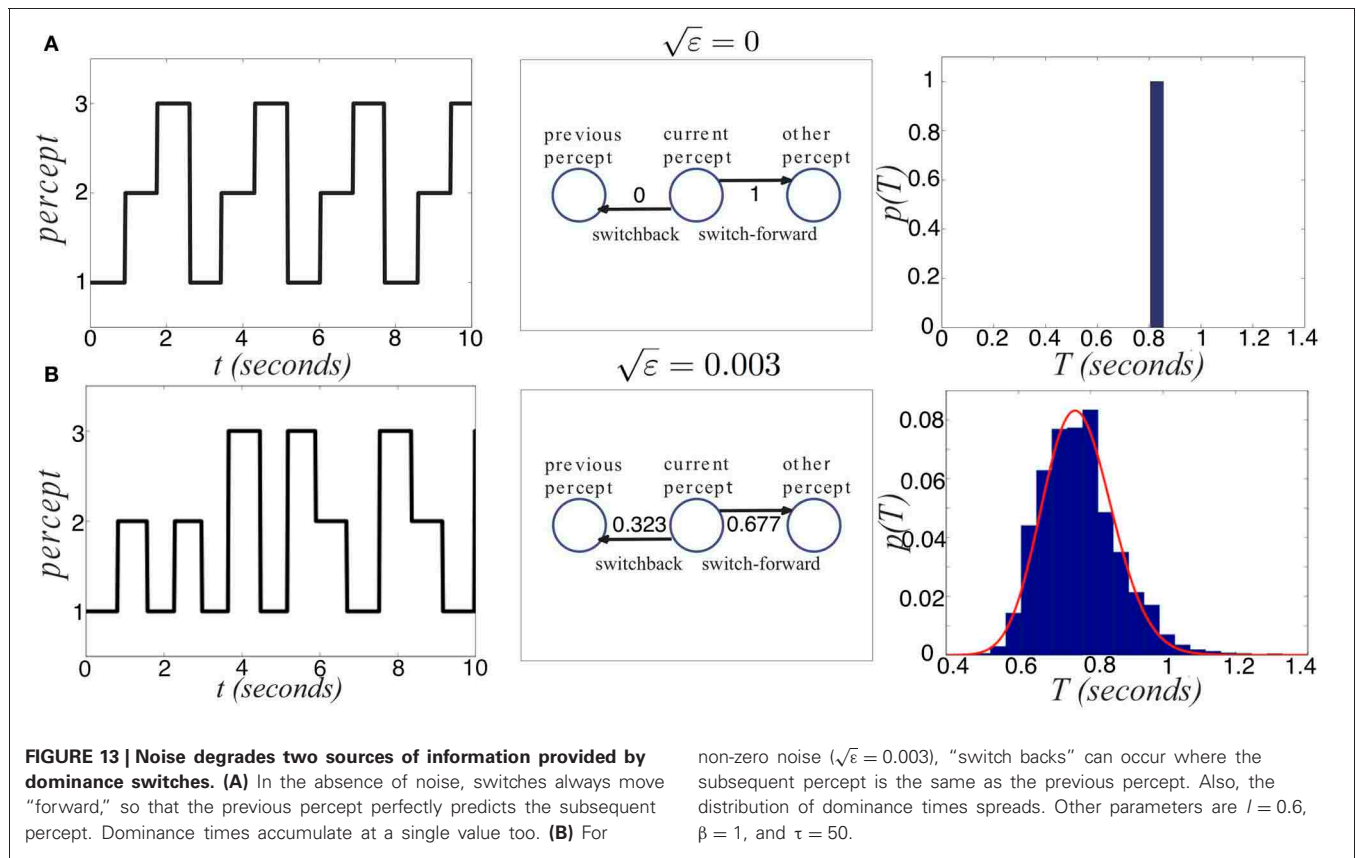 A
percept
3
2
1
0
2
4
6
8
10
t (seconds)
√ε = 0
previous percept
current percept
other percept
0
1
switchback
switch-forward
p(T)
1
0.8
0.6
0.4
0.2
0
0
0.2
0.4
0.6
0.8
1
1.2
1.4
T (seconds)
B
percept
3
2
1
0
2
4
6
8
10
t (seconds)
√ε = 0.003
previous percept
current percept
other percept
0.323
0.677
switchback
switch-forward
p(T)
0.08
0.06
0.04
0.02
0
0.4
0.6
0.8
1
1.2
1.4
T (seconds)
FIGURE 13 | Noise degrades two sources of information provided by
dominance switches. (A) In the absence of noise, switches always move
“forward,” so that the previous percept perfectly predicts the subsequent
percept. Dominance times accumulate at a single value too. (B) For
non-zero noise (√ε = 0.003), “switch backs” can occur where the
subsequent percept is the same as the previous percept. Also, the
distribution of dominance times spreads. Other parameters are I = 0.6,
β = 1, and τ = 50.